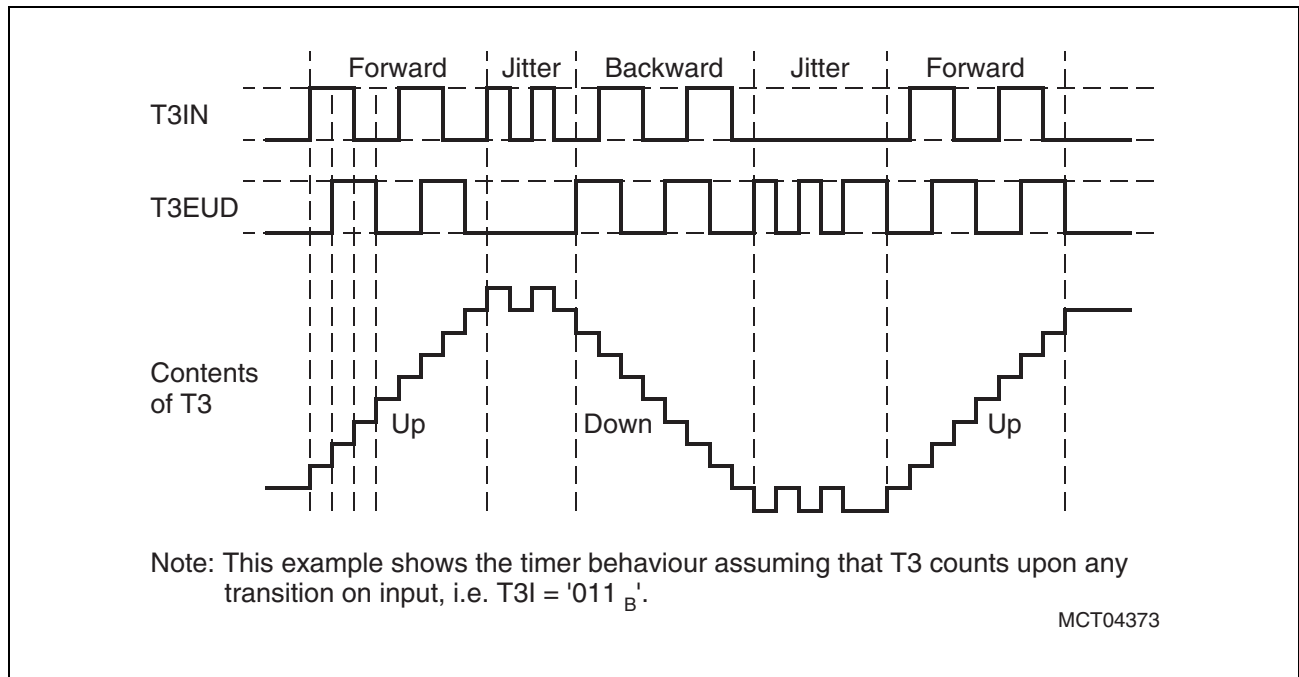 Forward Jitter Backward Jitter Forward
T3IN
T3EUD
Contents
of T3
Up Down Up
Note: This example shows the timer behaviour assuming that T3 counts upon any
transition on input, i.e. T3I = '011 B'.
MCT04373